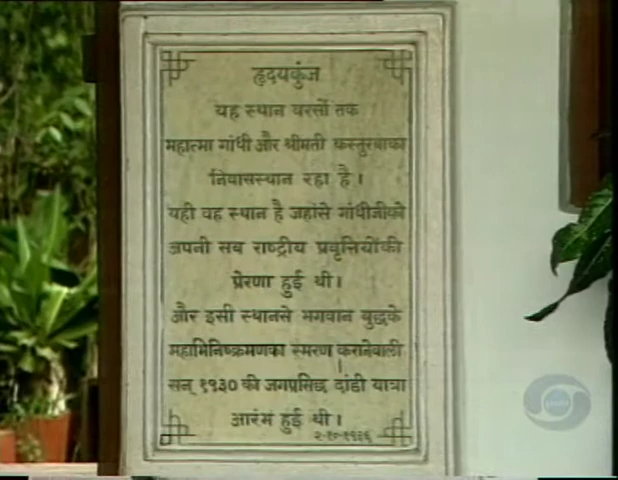 हृदयकुंज
यह स्थान वरसों तक
महात्मा गांधी और श्रीमती कस्तुरबाका
निवासस्थान रहा है।
यही वह स्थान है जहांसे गांधीजीको
अपनी सब राष्ट्रीय प्रवृत्तियोंकी
प्रेरणा हुई थी।
और इसी स्थानसे भगवान बुद्धके
महाभिनिष्क्रमणका स्मरण करानेवाली
सन् १९३० की जगप्रसिद्ध दांडी यात्रा
आरंभ हुई थी।